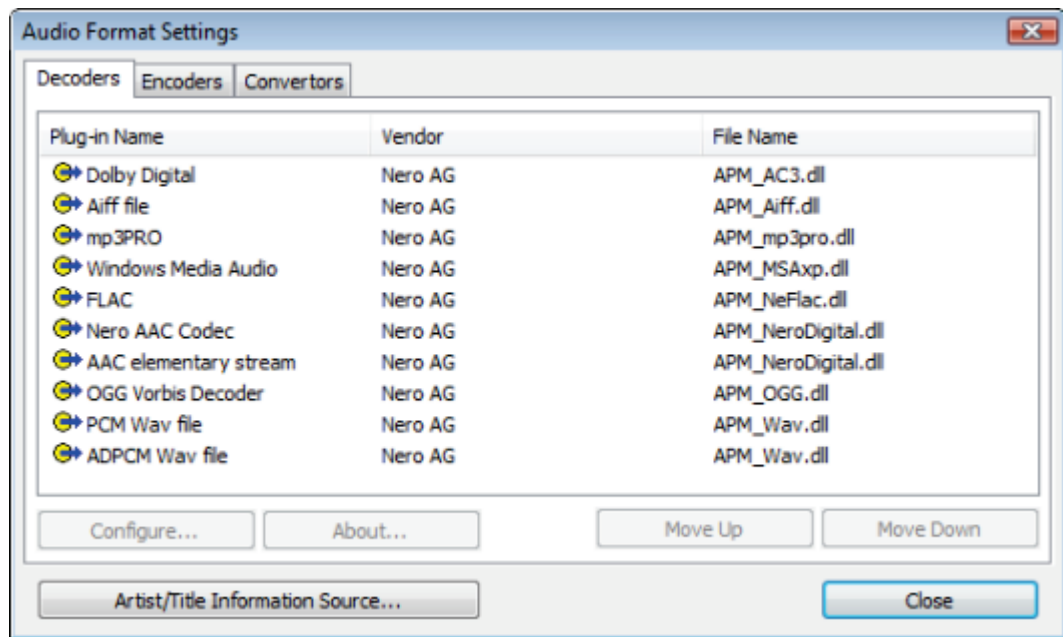 Audio Format Settings
Decoders Encoders Convertors
Plug-in Name Vendor File Name
Dolby Digital Nero AG APM_AC3.dll
Aiff file Nero AG APM_Aiff.dll
mp3PRO Nero AG APM_mp3pro.dll
Windows Media Audio Nero AG APM_MSAxp.dll
FLAC Nero AG APM_NeFlac.dll
Nero AAC Codec Nero AG APM_NeroDigital.dll
AAC elementary stream Nero AG APM_NeroDigital.dll
OGG Vorbis Decoder Nero AG APM_OGG.dll
PCM Wav file Nero AG APM_Wav.dll
ADPCM Wav file Nero AG APM_Wav.dll
Configure... About... Move Up Move Down
Artist/Title Information Source... Close